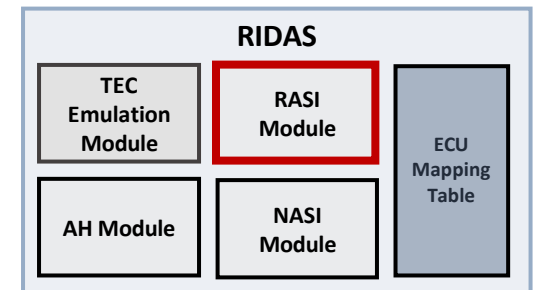 RIDAS
TEC
Emulation
Module
RASI
Module
ECU
Mapping
Table
AH Module
NASI
Module